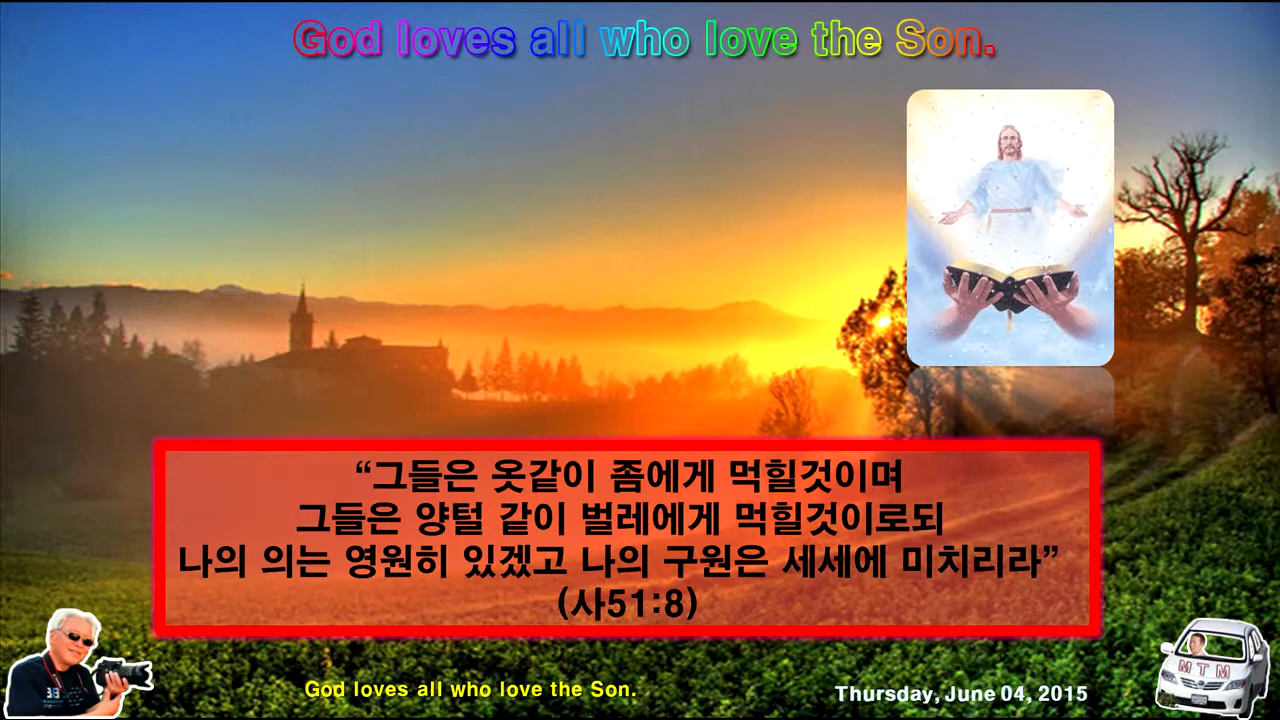 God loves all who love the Son.
“그들은 옷같이 좀에게 먹힐것이며
그들은 양털 같이 벌레에게 먹힐것이로되
나의 의는 영원히 있겠고 나의 구원은 세세에 미치리라”
(사51:8)
MTM
God loves all who love the Son.
Thursday, June 04, 2015